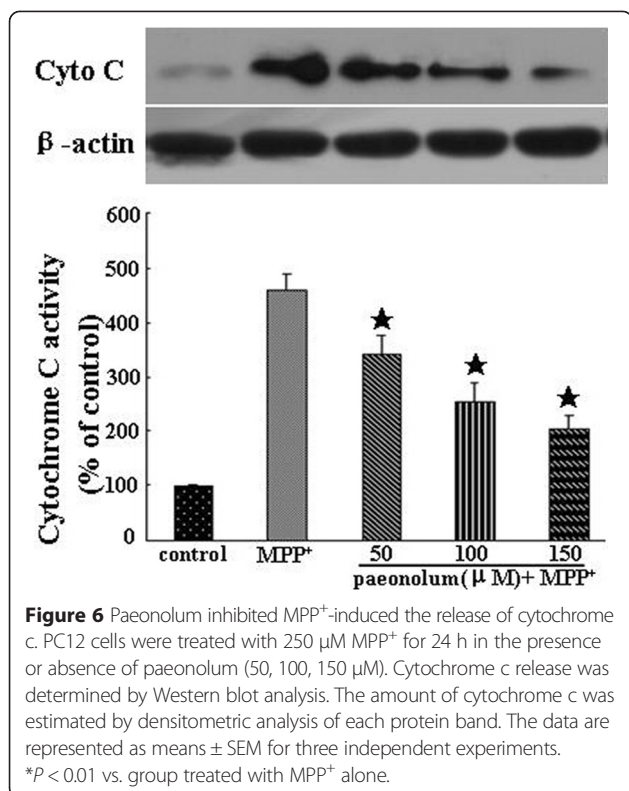 Cyto C
β-actin
600
500
400
300
200
100
0
Cytochrome C activity
(% of control)
★
★
★
control
MPP⁺
50
100
150
paeonolum(μ M)+ MPP⁺
Figure 6 Paeonolum inhibited MPP⁺-induced the release of cytochrome
c. PC12 cells were treated with 250 μM MPP⁺ for 24 h in the presence
or absence of paeonolum (50, 100, 150 μM). Cytochrome c release was
determined by Western blot analysis. The amount of cytochrome c was
estimated by densitometric analysis of each protein band. The data are
represented as means ± SEM for three independent experiments.
*P < 0.01 vs. group treated with MPP⁺ alone.